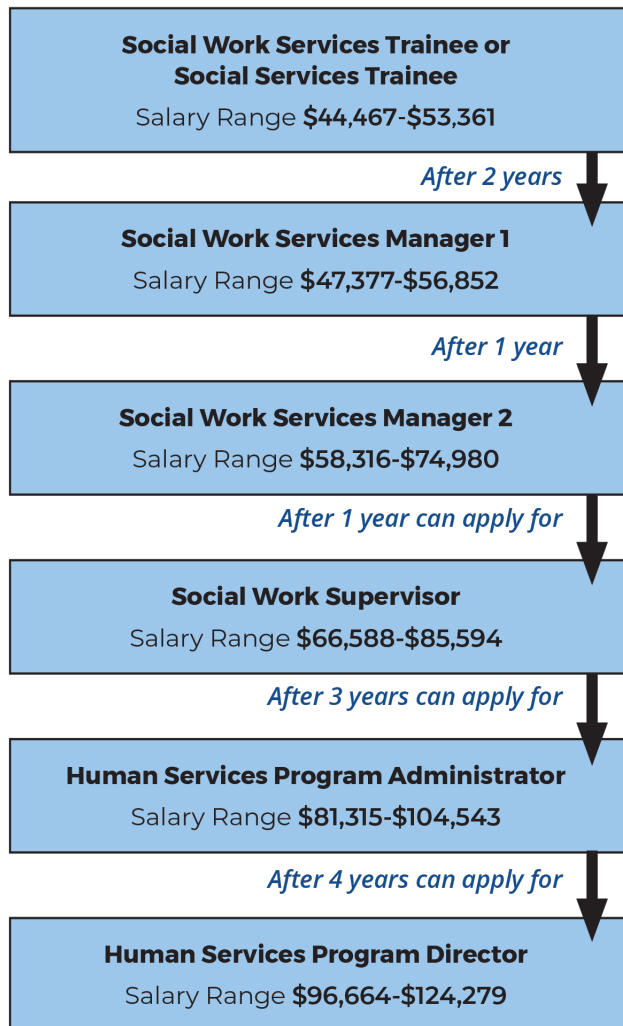 Social Work Services Trainee or
Social Services Trainee
Salary Range $44,467-$53,361
After 2 years
Social Work Services Manager 1
Salary Range $47,377-$56,852
After 1 year
Social Work Services Manager 2
Salary Range $58,316-$74,980
After 1 year can apply for
Social Work Supervisor
Salary Range $66,588-$85,594
After 3 years can apply for
Human Services Program Administrator
Salary Range $81,315-$104,543
After 4 years can apply for
Human Services Program Director
Salary Range $96,664-$124,279